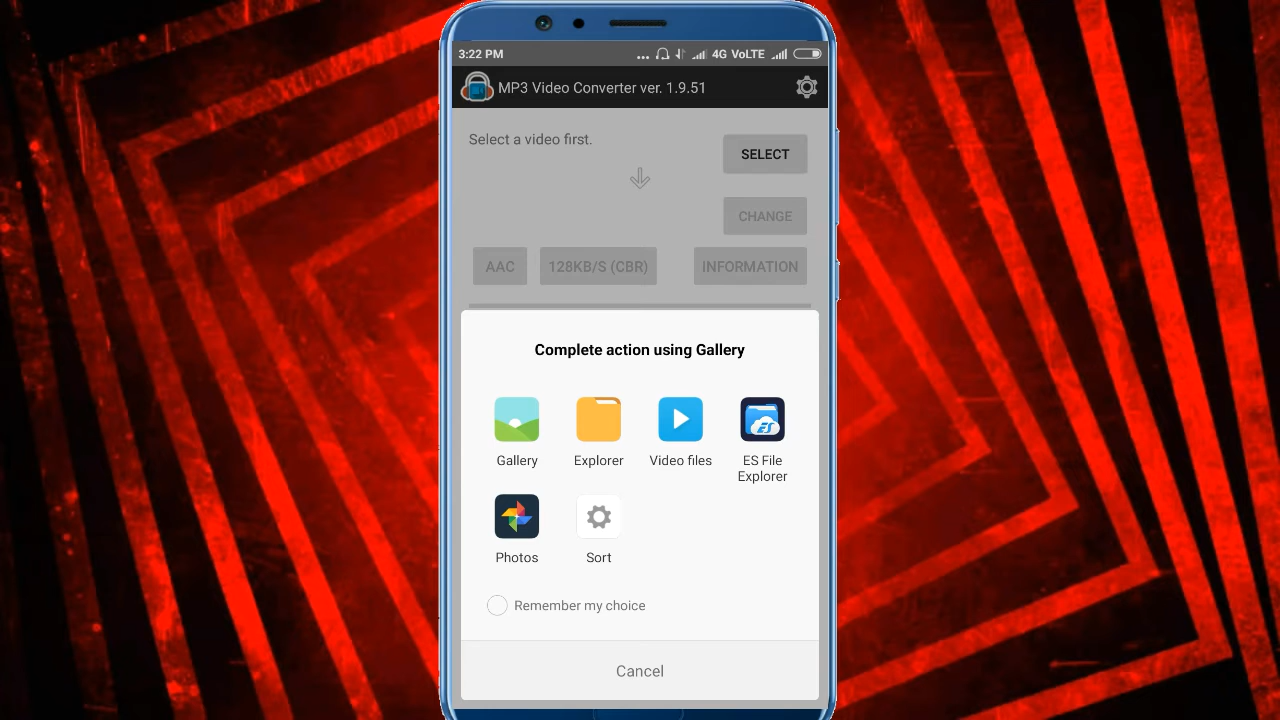 3:22 PM ... 4G VoLTE
MP3 Video Converter ver. 1.9.51
Select a video first.
SELECT
CHANGE
AAC 128KB/S (CBR) INFORMATION
Complete action using Gallery
Gallery Explorer Video files ES File
Explorer
ES
Photos Sort
Remember my choice
Cancel